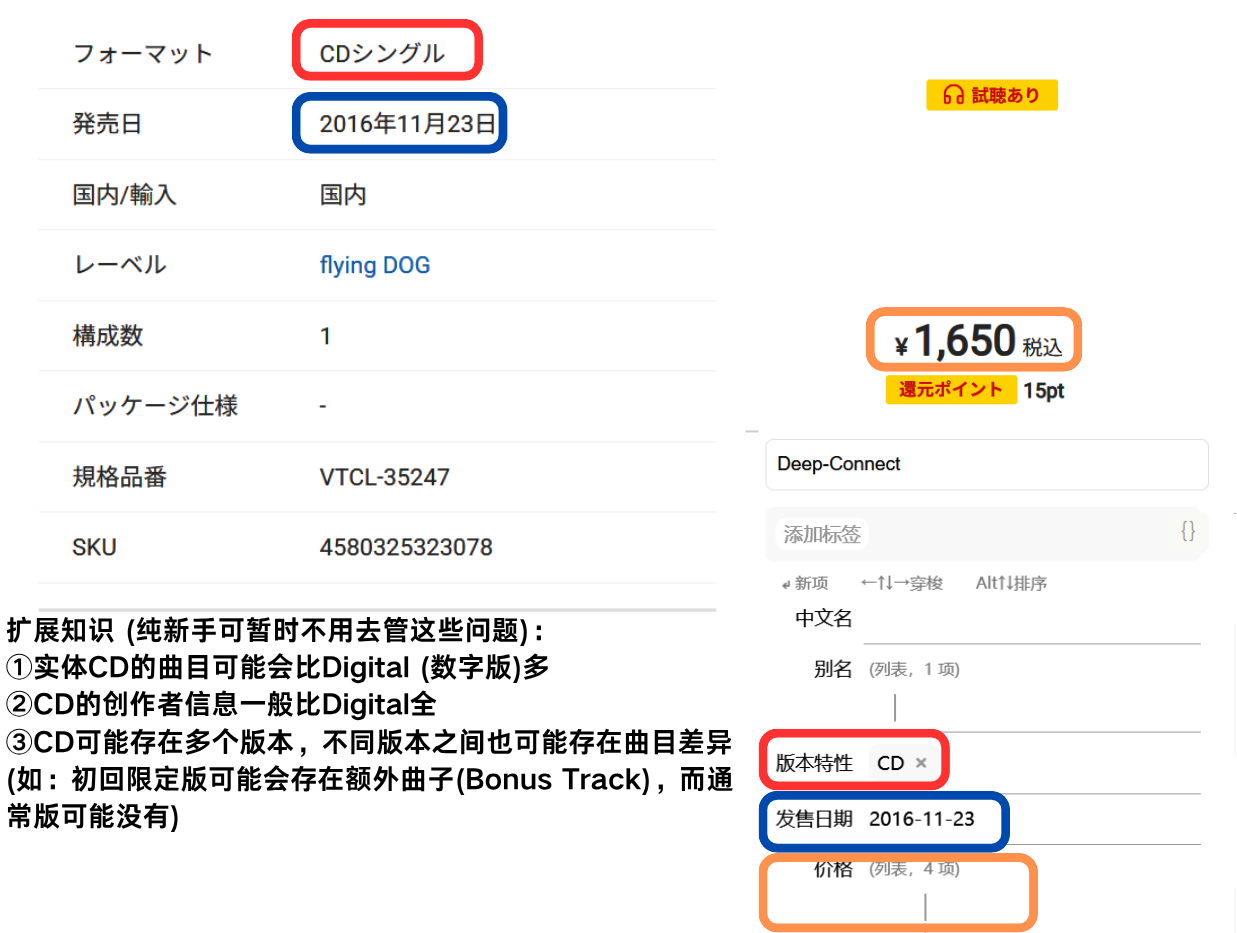 フォーマット CDシングル
発売日 2016年11月23日
国内/輸入 国内
レーベル flying DOG
構成数 1
パッケージ仕様 -
規格品番 VTCL-35247
SKU 4580325323078
扩展知识 (纯新手可暂时不用去管这些问题)：
①实体CD的曲目可能会比Digital (数字版)多
②CD的创作者信息一般比Digital全
③CD可能存在多个版本，不同版本之间也可能存在曲目差异
(如：初回限定版可能会存在额外曲子(Bonus Track)，而通
常版可能没有)
試聴あり
¥1,650 税込
還元ポイント 15pt
Deep-Connect
添加标签 {}
↲新项 ←↑↓→穿梭 Alt↑↓排序
中文名
别名 (列表，1 项)
版本特性 CD ×
发售日期 2016-11-23
价格 (列表，4 项)